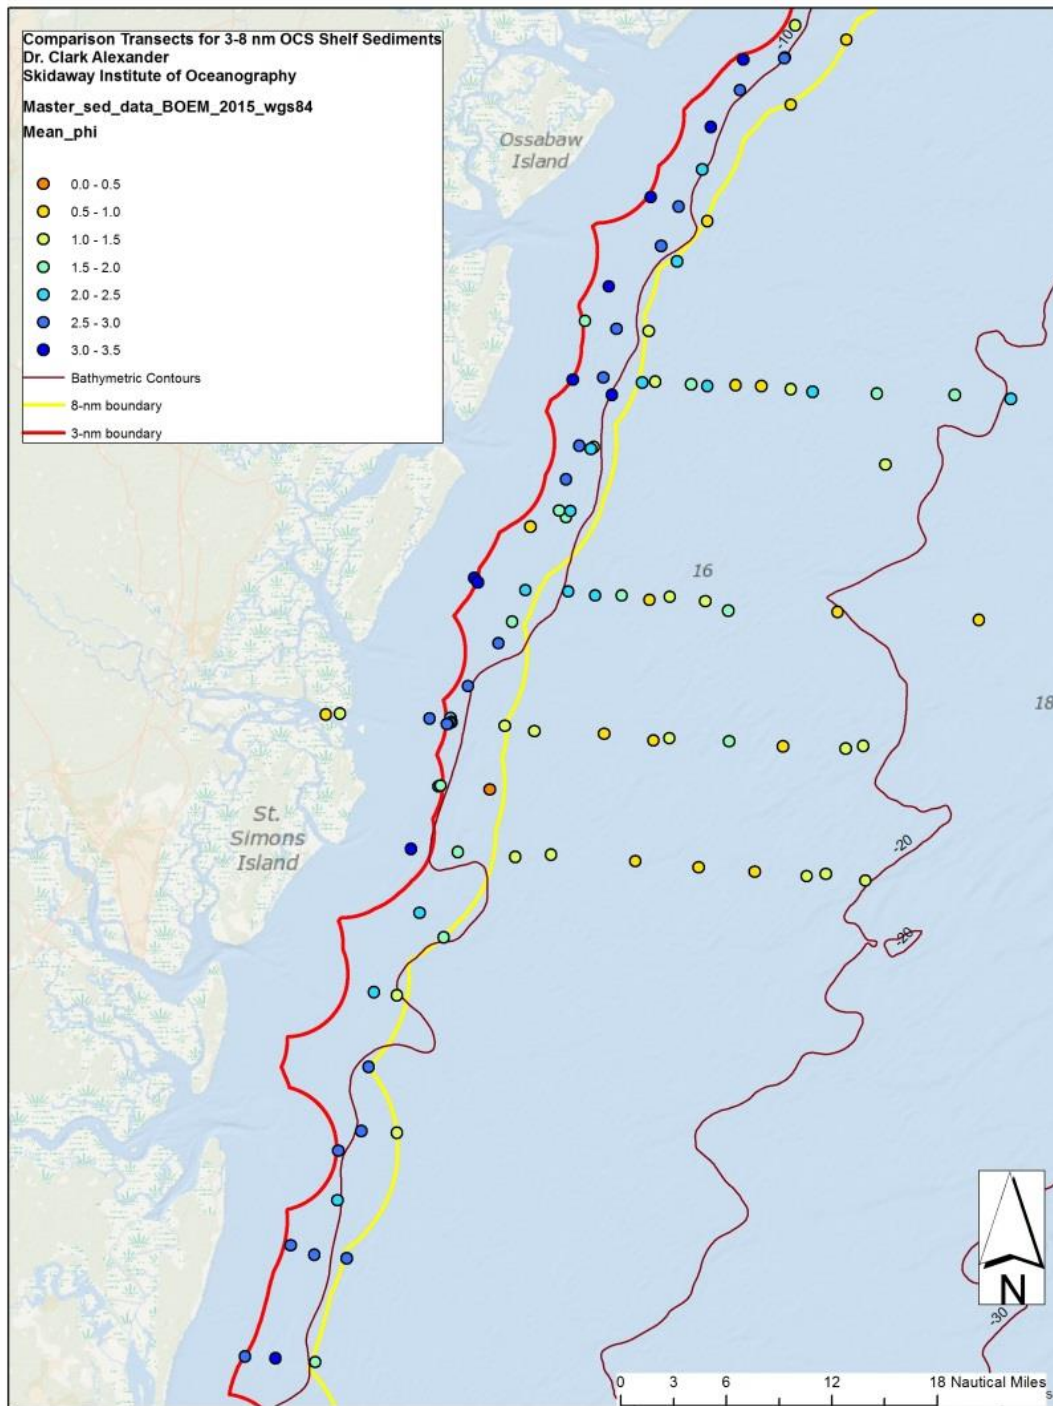 Comparison Transects for 3-8 nm OCS Shelf Sediments
Dr. Clark Alexander
Skidaway Institute of Oceanography
Master_sed_data_BOEM_2015_wgs84
Mean_phi
0.0 - 0.5
0.5 - 1.0
1.0 - 1.5
1.5 - 2.0
2.0 - 2.5
2.5 - 3.0
3.0 - 3.5
Bathymetric Contours
8-nm boundary
3-nm boundary
-10
Ossabaw
Island
16
18
St.
Simons
Island
-20
-20
N
-30
0 3 6 12 18 Nautical Miles
S